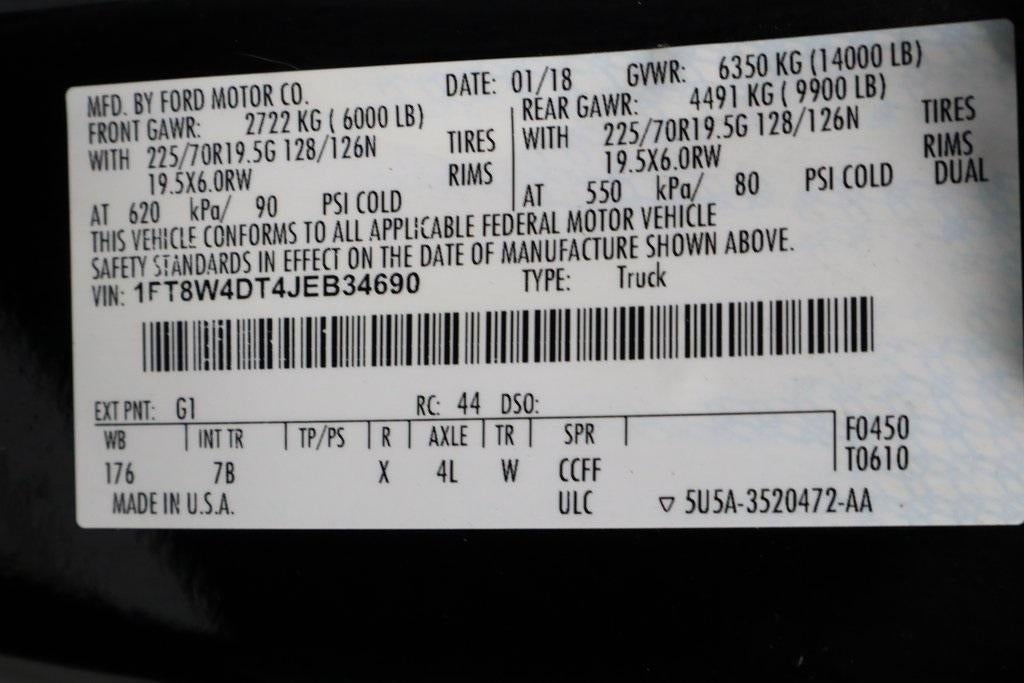 MFD. BY FORD MOTOR CO. DATE: 01/18 GVWR: 6350 KG (14000 LB)
FRONT GAWR: 2722 KG ( 6000 LB) REAR GAWR: 4491 KG ( 9900 LB)
WITH 225/70R19.5G 128/126N TIRES WITH 225/70R19.5G 128/126N TIRES
19.5X6.0RW RIMS 19.5X6.0RW RIMS
AT 620 kPa/ 90 PSI COLD AT 550 kPa/ 80 PSI COLD DUAL
THIS VEHICLE CONFORMS TO ALL APPLICABLE FEDERAL MOTOR VEHICLE
SAFETY STANDARDS IN EFFECT ON THE DATE OF MANUFACTURE SHOWN ABOVE.
VIN: 1FT8W4DT4JEB34690 TYPE: Truck
EXT PNT: G1 RC: 44 DSO:
WB INT TR TP/PS R AXLE TR SPR F0450
176 7B X 4L W CCFF T0610
MADE IN U.S.A. ULC ▽ 5U5A-3520472-AA